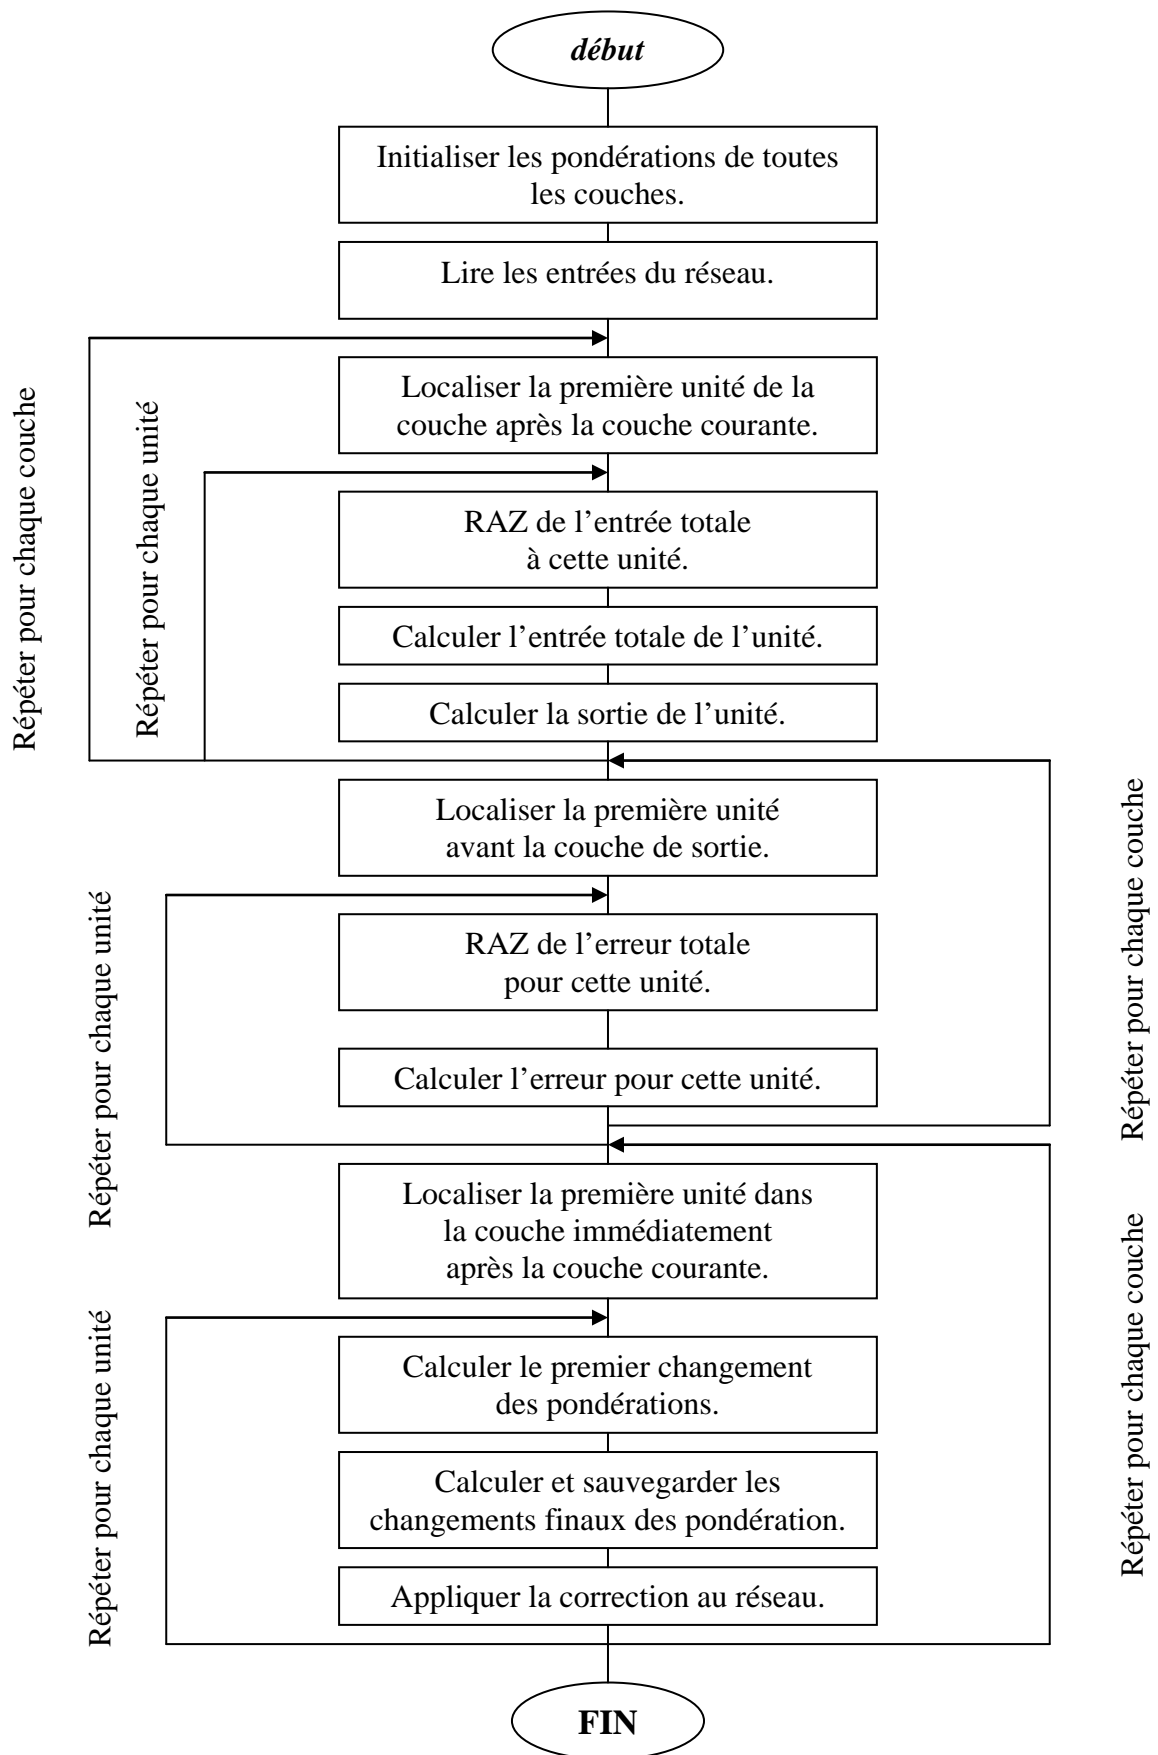 début
Initialiser les pondérations de toutes
les couches.
Lire les entrées du réseau.
Répéter pour chaque couche
Localiser la première unité de la
couche après la couche courante.
Répéter pour chaque unité
RAZ de l’entrée totale
à cette unité.
Calculer l’entrée totale de l’unité.
Calculer la sortie de l’unité.
Répéter pour chaque couche
Localiser la première unité
avant la couche de sortie.
Répéter pour chaque unité
RAZ de l’erreur totale
pour cette unité.
Calculer l’erreur pour cette unité.
Répéter pour chaque couche
Localiser la première unité dans
la couche immédiatement
après la couche courante.
Répéter pour chaque unité
Calculer le premier changement
des pondérations.
Calculer et sauvegarder les
changements finaux des pondération.
Appliquer la correction au réseau.
FIN